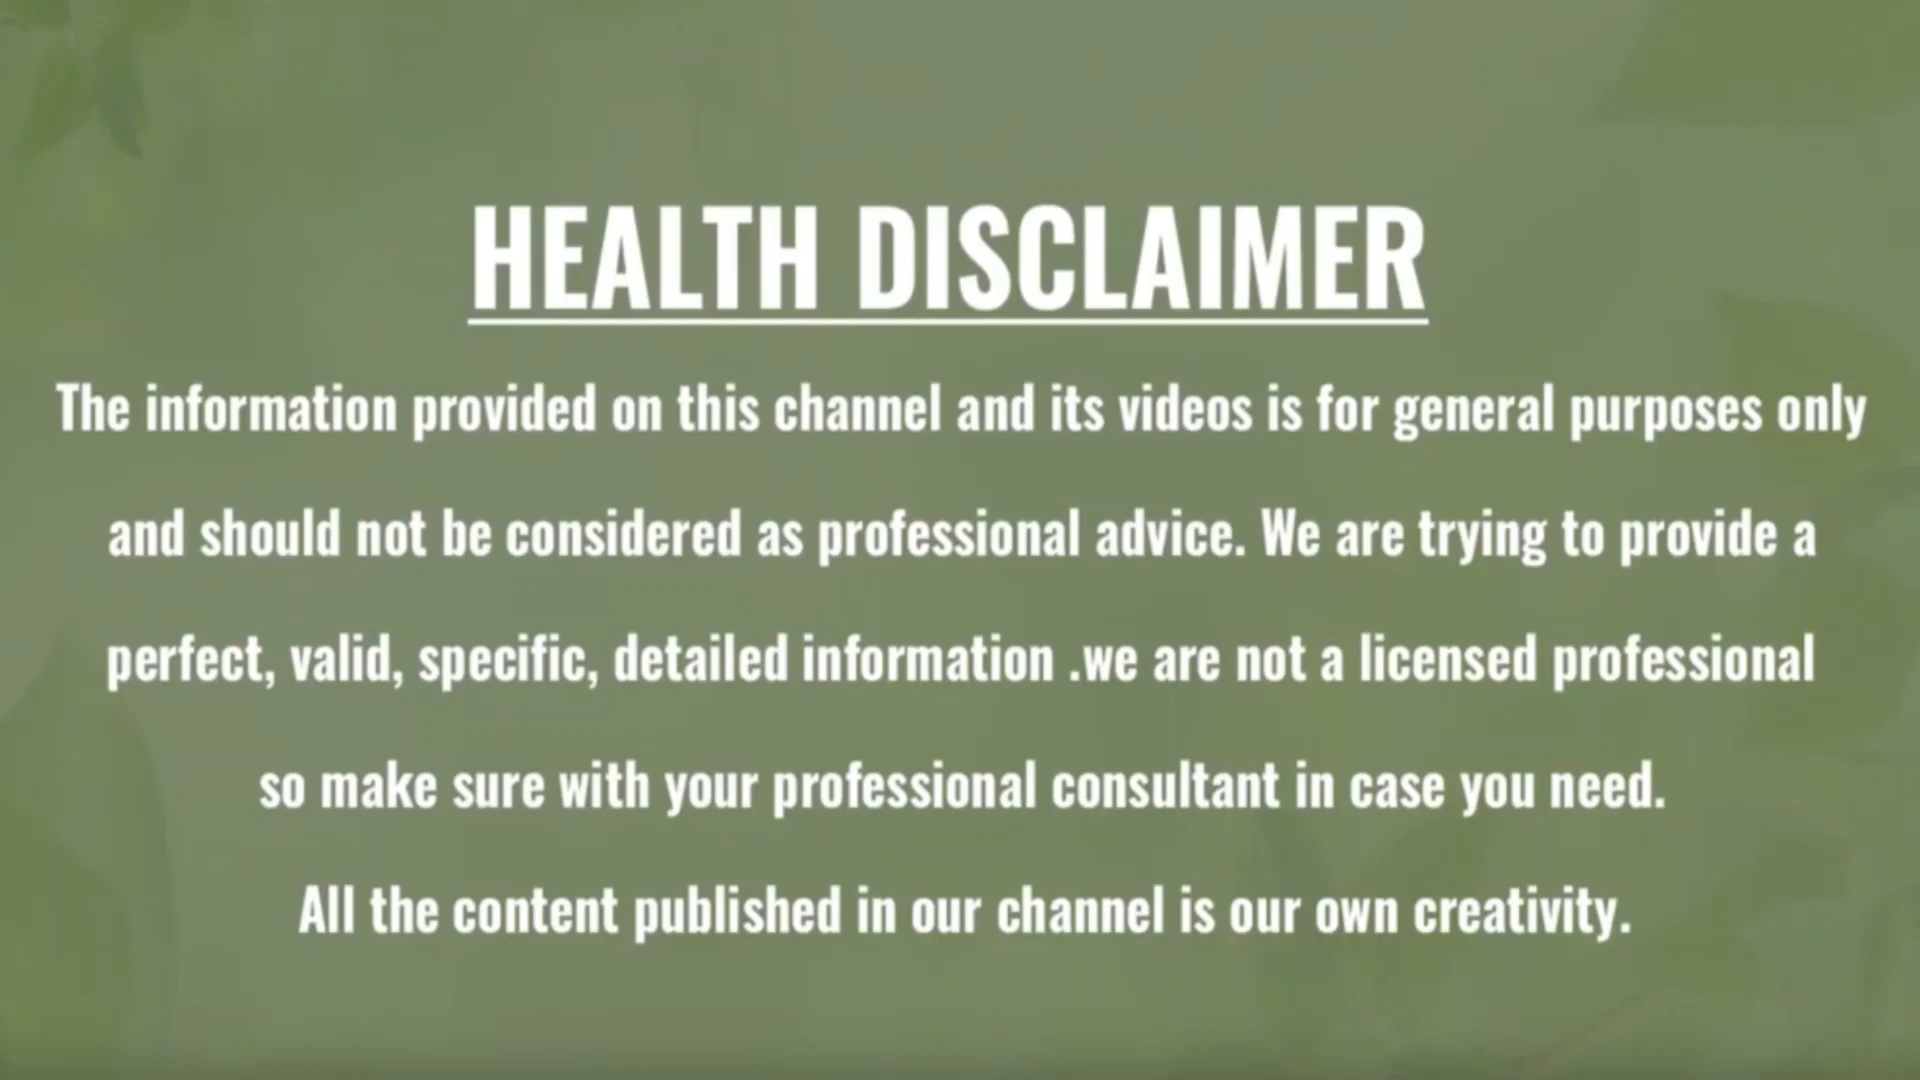 HEALTH DISCLAIMER
The information provided on this channel and its videos is for general purposes only
and should not be considered as professional advice. We are trying to provide a
perfect, valid, specific, detailed information .we are not a licensed professional
so make sure with your professional consultant in case you need.
All the content published in our channel is our own creativity.